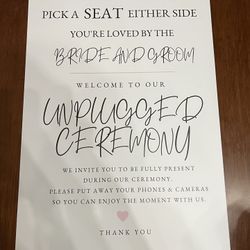 PICK A SEAT EITHER SIDE
YOU'RE LOVED BY THE
BRIDE AND GROOM
WELCOME TO OUR
UNPLUGGED
CEREMONY
WE INVITE YOU TO BE FULLY PRESENT
DURING OUR CEREMONY.
PLEASE PUT AWAY YOUR PHONES & CAMERAS
SO YOU CAN ENJOY THE MOMENT WITH US.
THANK YOU